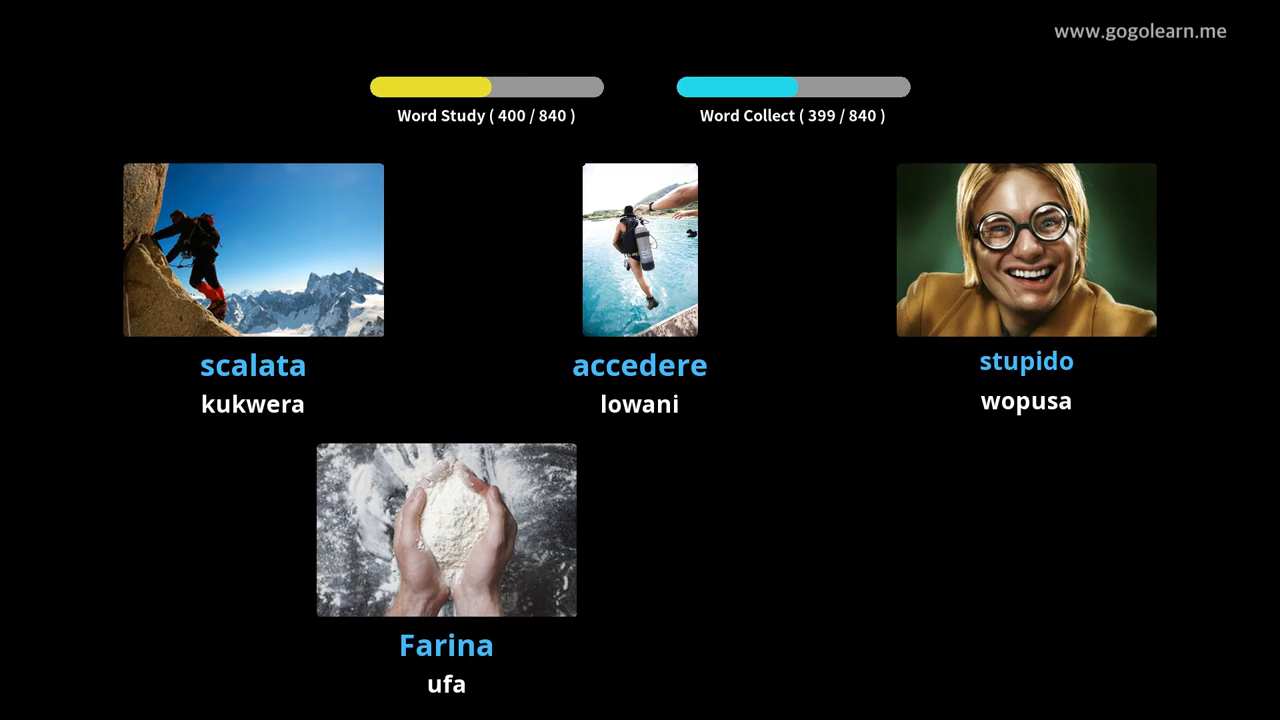 www.gogolearn.me
Word Study ( 400 / 840 )
Word Collect ( 399 / 840 )
scalata
kukwera
accedere
lowani
stupido
wopusa
Farina
ufa